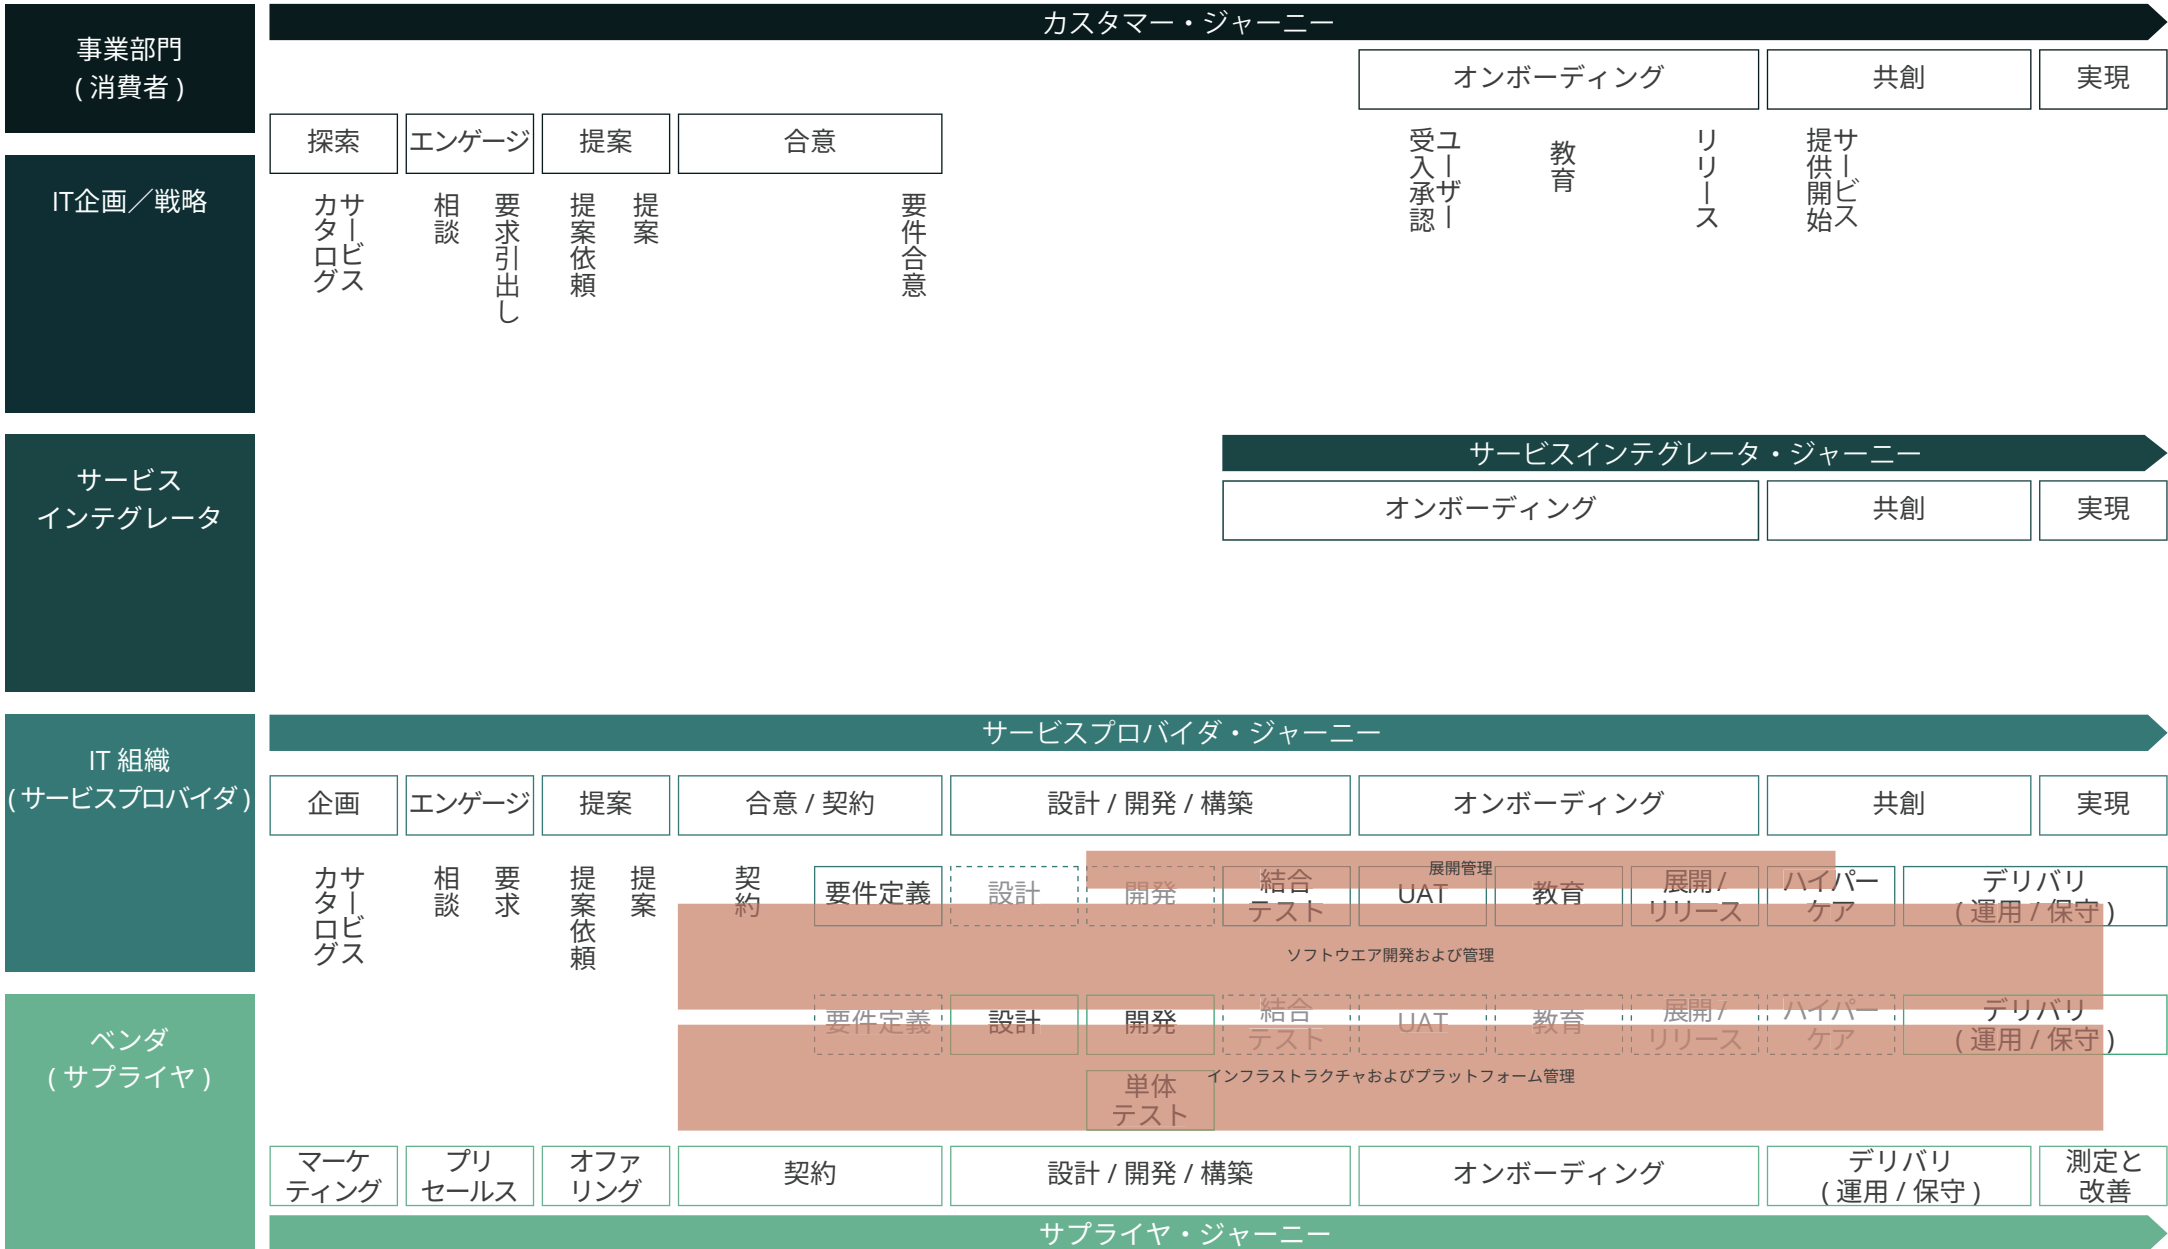 カスタマー・ジャーニー
事業部門
( 消費者 )
オンボーディング
共創
実現
探索
エンゲージ
提案
合意
ユーザー
受入承認
教育
リリース
サービス
提供開始
IT企画／戦略
サービス
カタログ
相談
要求引出し
提案依頼
提案
要件合意
サービスインテグレータ・ジャーニー
サービス
インテグレータ
オンボーディング
共創
実現
サービスプロバイダ・ジャーニー
IT 組織
( サービスプロバイダ )
企画
エンゲージ
提案
合意 / 契約
設計 / 開発 / 構築
オンボーディング
共創
実現
サービス
カタログ
相談
要求
提案依頼
提案
契約
要件定義
設計
開発
結合
テスト
展開管理
UAT
教育
展開 /
リリース
ハイパー
ケア
デリバリ
( 運用 / 保守 )
ソフトウエア開発および管理
ベンダ
( サプライヤ )
要件定義
設計
開発
結合
テスト
UAT
教育
展開 /
リリース
ハイパー
ケア
デリバリ
( 運用 / 保守 )
インフラストラクチャおよびプラットフォーム管理
単体
テスト
マーケ
ティング
プリ
セールス
オファ
リング
契約
設計 / 開発 / 構築
オンボーディング
デリバリ
( 運用 / 保守 )
測定と
改善
サプライヤ・ジャーニー